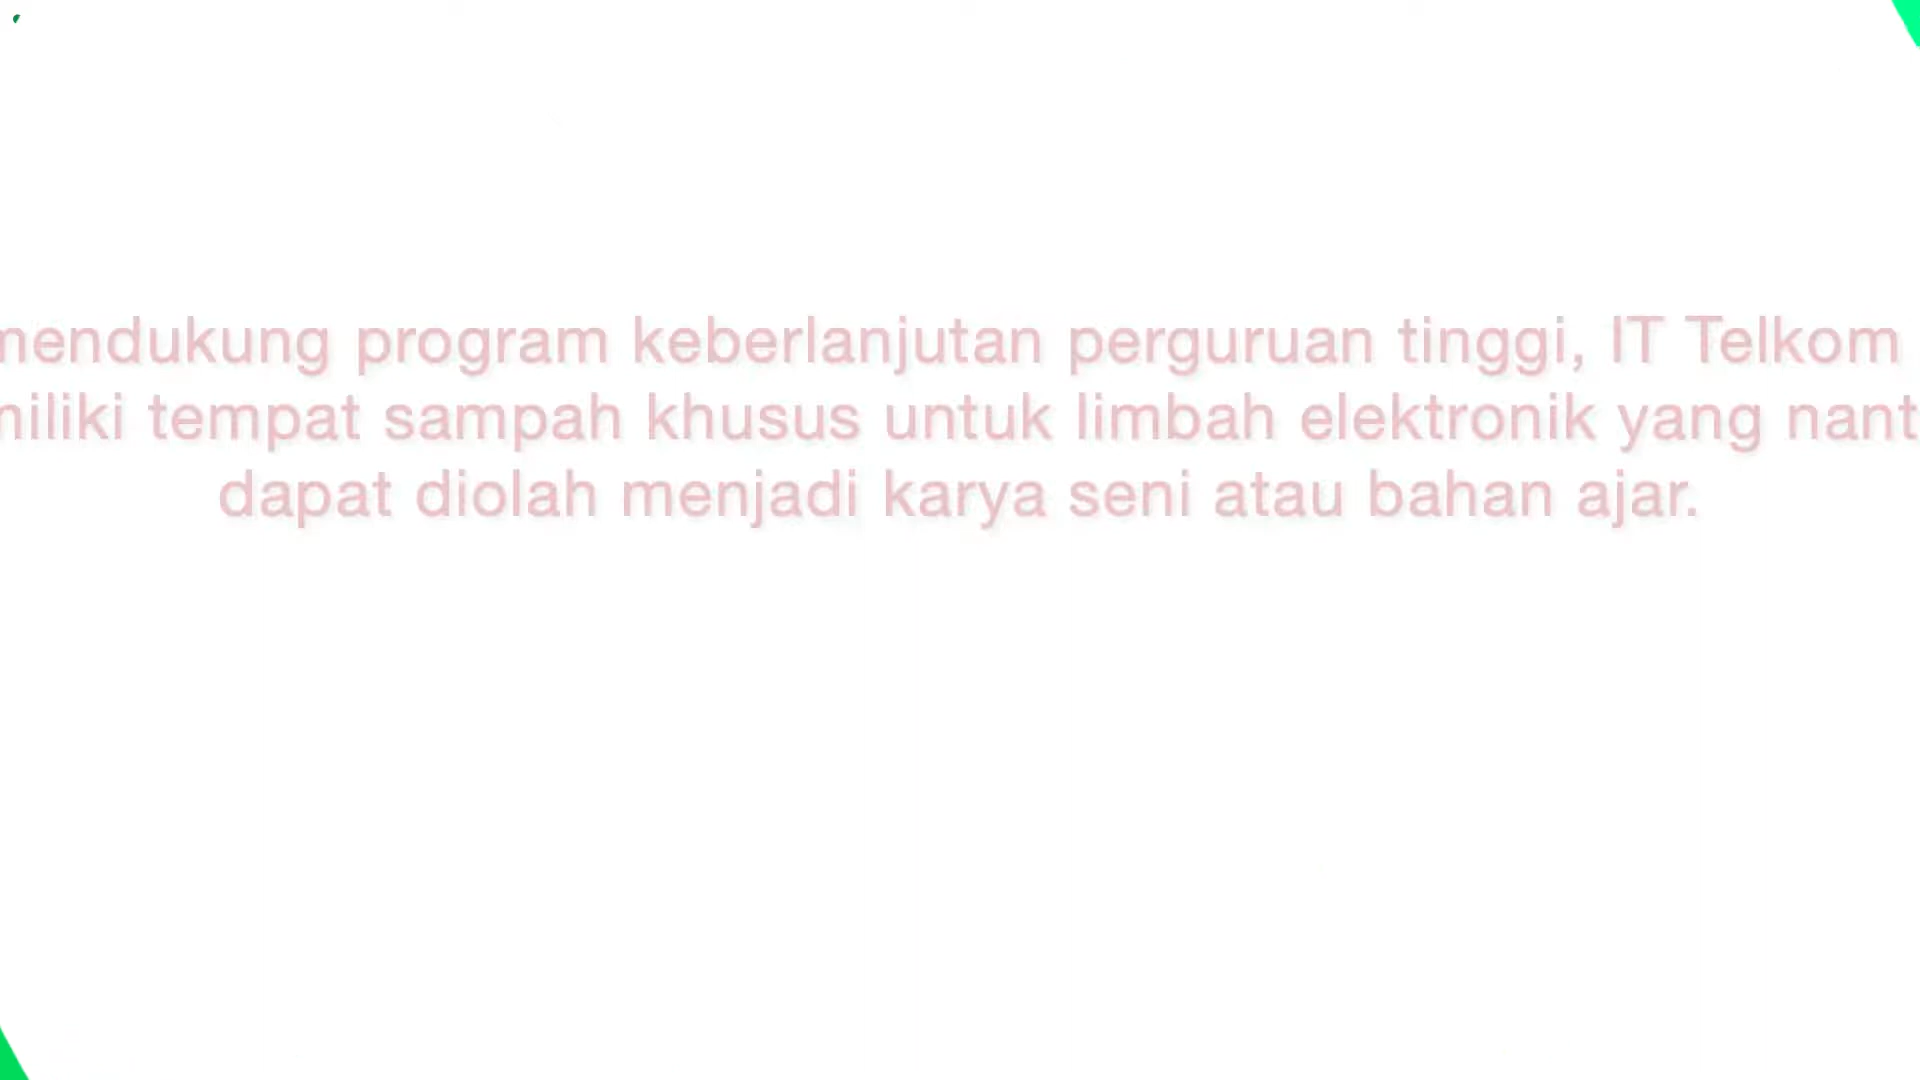 mendukung program keberlanjutan perguruan tinggi, IT Telkom
miliki tempat sampah khusus untuk limbah elektronik yang nant
dapat diolah menjadi karya seni atau bahan ajar.